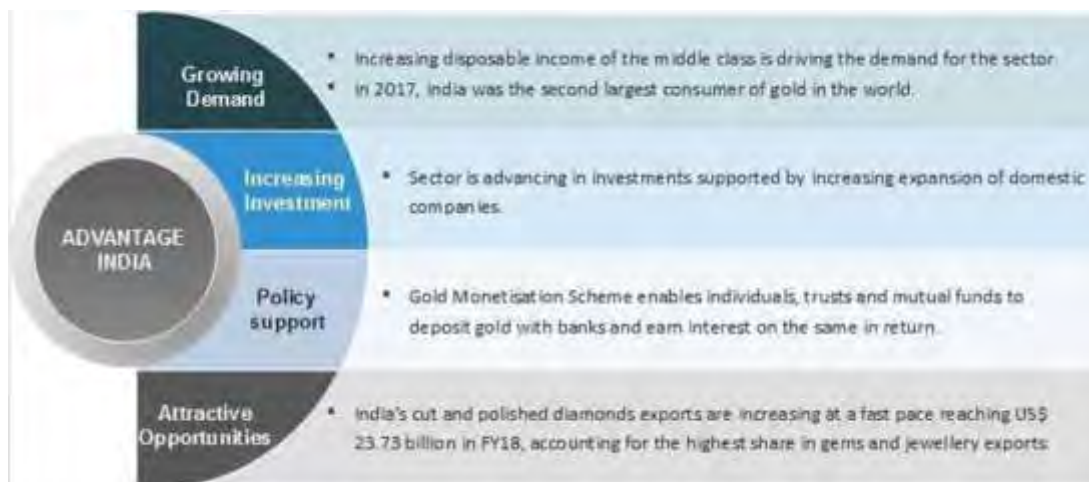 Growing
Demand
• Increasing disposable income of the middle class is driving the demand for the sector
• In 2017, India was the second largest consumer of gold in the world.
Increasing
Investment
• Sector is advancing in investments supported by increasing expansion of domestic
companies.
ADVANTAGE
INDIA
Policy
support
• Gold Monetisation Scheme enables individuals, trusts and mutual funds to
deposit gold with banks and earn interest on the same in return.
Attractive
Opportunities
• India's cut and polished diamonds exports are increasing at a fast pace reaching US$
23.73 billion in FY18, accounting for the highest share in gems and jewellery exports